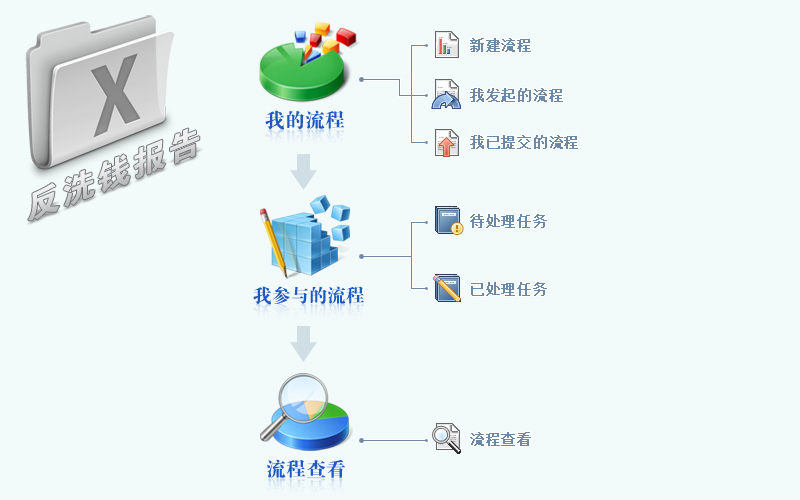 X
反洗钱报告
我的流程
新建流程
我发起的流程
我已提交的流程
我参与的流程
待处理任务
已处理任务
流程查看
流程查看